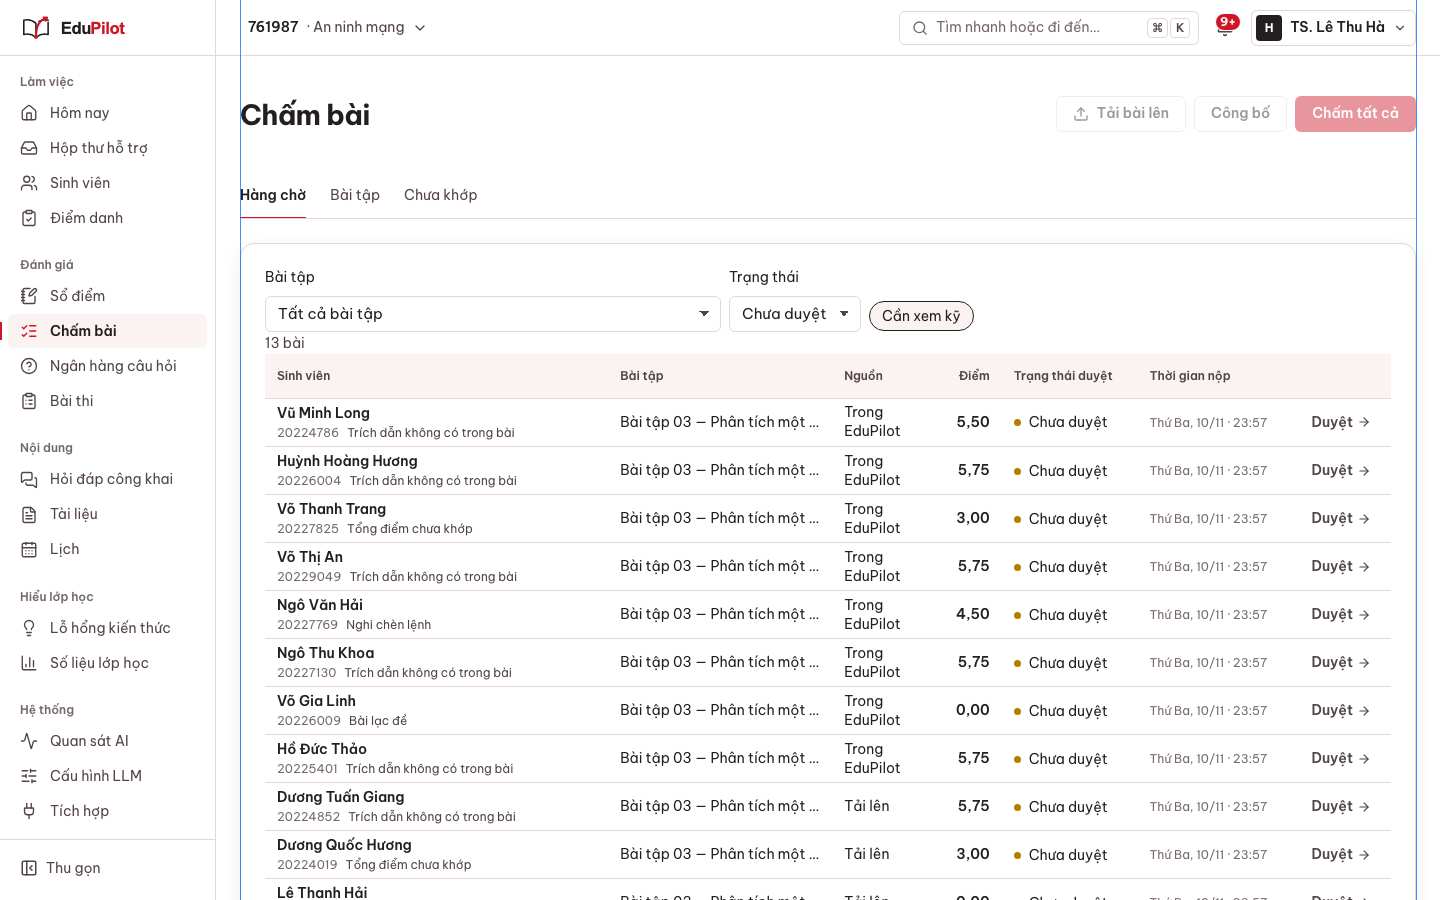 EduPilot
761987 · An ninh mạng
Tìm nhanh hoặc đi đến...
⌘ K
9+
H
TS. Lê Thu Hà
Làm việc
Hôm nay
Hộp thư hỗ trợ
Sinh viên
Điểm danh
Đánh giá
Sổ điểm
Chấm bài
Ngân hàng câu hỏi
Bài thi
Nội dung
Hỏi đáp công khai
Tài liệu
Lịch
Hiểu lớp học
Lỗ hổng kiến thức
Số liệu lớp học
Hệ thống
Quan sát AI
Cấu hình LLM
Tích hợp
Thu gọn
Chấm bài
Tải bài lên
Công bố
Chấm tất cả
Hàng chờ Bài tập Chưa khớp
Bài tập Trạng thái
Tất cả bài tập Chưa duyệt Cần xem kỹ
13 bài
Sinh viên Bài tập Nguồn Điểm Trạng thái duyệt Thời gian nộp
Vũ Minh Long
20224786 Trích dẫn không có trong bài
Bài tập 03 — Phân tích một ...
Trong
EduPilot
5,50 Chưa duyệt Thứ Ba, 10/11 · 23:57 Duyệt →
Huỳnh Hoàng Hương
20226004 Trích dẫn không có trong bài
Bài tập 03 — Phân tích một ...
Trong
EduPilot
5,75 Chưa duyệt Thứ Ba, 10/11 · 23:57 Duyệt →
Võ Thanh Trang
20227825 Tổng điểm chưa khớp
Bài tập 03 — Phân tích một ...
Trong
EduPilot
3,00 Chưa duyệt Thứ Ba, 10/11 · 23:57 Duyệt →
Võ Thị An
20229049 Trích dẫn không có trong bài
Bài tập 03 — Phân tích một ...
Trong
EduPilot
5,75 Chưa duyệt Thứ Ba, 10/11 · 23:57 Duyệt →
Ngô Văn Hải
20227769 Nghi chèn lệnh
Bài tập 03 — Phân tích một ...
Trong
EduPilot
4,50 Chưa duyệt Thứ Ba, 10/11 · 23:57 Duyệt →
Ngô Thu Khoa
20227130 Trích dẫn không có trong bài
Bài tập 03 — Phân tích một ...
Trong
EduPilot
5,75 Chưa duyệt Thứ Ba, 10/11 · 23:57 Duyệt →
Võ Gia Linh
20226009 Bài lạc đề
Bài tập 03 — Phân tích một ...
Trong
EduPilot
0,00 Chưa duyệt Thứ Ba, 10/11 · 23:57 Duyệt →
Hồ Đức Thảo
20225401 Trích dẫn không có trong bài
Bài tập 03 — Phân tích một ...
Trong
EduPilot
5,75 Chưa duyệt Thứ Ba, 10/11 · 23:57 Duyệt →
Dương Tuấn Giang
20224852 Trích dẫn không có trong bài
Bài tập 03 — Phân tích một ...
Tải lên
5,75 Chưa duyệt Thứ Ba, 10/11 · 23:57 Duyệt →
Dương Quốc Hương
20224019 Tổng điểm chưa khớp
Bài tập 03 — Phân tích một ...
Tải lên
3,00 Chưa duyệt Thứ Ba, 10/11 · 23:57 Duyệt →
Lê Thanh Hải